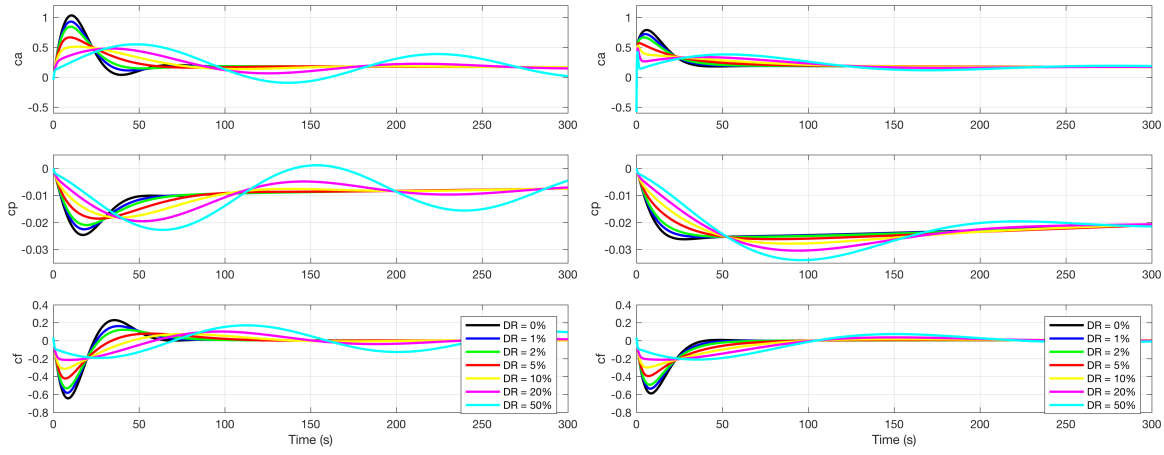 1
0.5
0
-0.5
ca
0 50 100 150 200 250 300
0
-0.01
-0.02
-0.03
cp
0 50 100 150 200 250 300
0.4
0.2
0
-0.2
-0.4
-0.6
-0.8
cf
DR = 0%
DR = 1%
DR = 2%
DR = 5%
DR = 10%
DR = 20%
DR = 50%
0 50 100 150 200 250 300
Time (s)
1
0.5
0
-0.5
ca
0 50 100 150 200 250 300
0
-0.01
-0.02
-0.03
cp
0 50 100 150 200 250 300
0.4
0.2
0
-0.2
-0.4
-0.6
-0.8
cf
DR = 0%
DR = 1%
DR = 2%
DR = 5%
DR = 10%
DR = 20%
DR = 50%
0 50 100 150 200 250 300
Time (s)